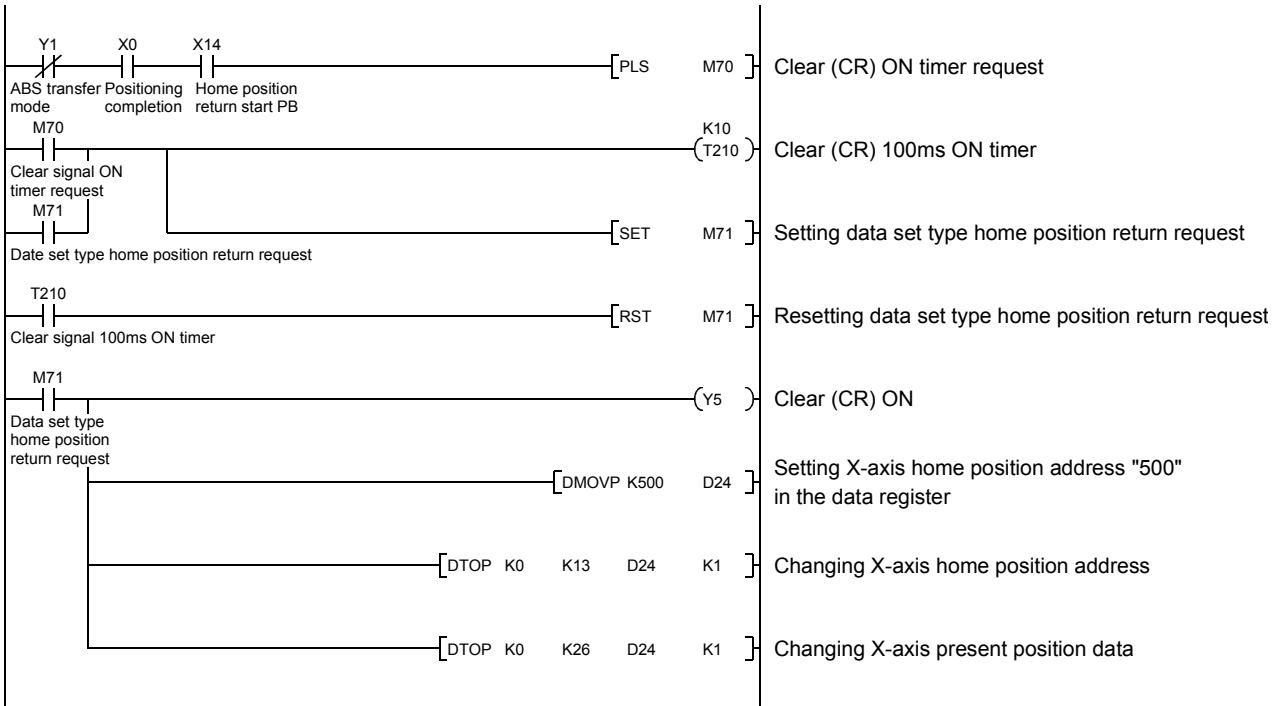 Y1 X0 X14
PLS M70 Clear (CR) ON timer request
ABS transfer mode Positioning completion Home position return start PB
M70
K10
T210 Clear (CR) 100ms ON timer
Clear signal ON
timer request
M71
SET M71 Setting data set type home position return request
Date set type home position return request
T210
RST M71 Resetting data set type home position return request
Clear signal 100ms ON timer
M71
Y5 Clear (CR) ON
Data set type
home position
return request
DMOVP K500 D24 Setting X-axis home position address "500"
in the data register
DTOP K0 K13 D24 K1 Changing X-axis home position address
DTOP K0 K26 D24 K1 Changing X-axis present position data